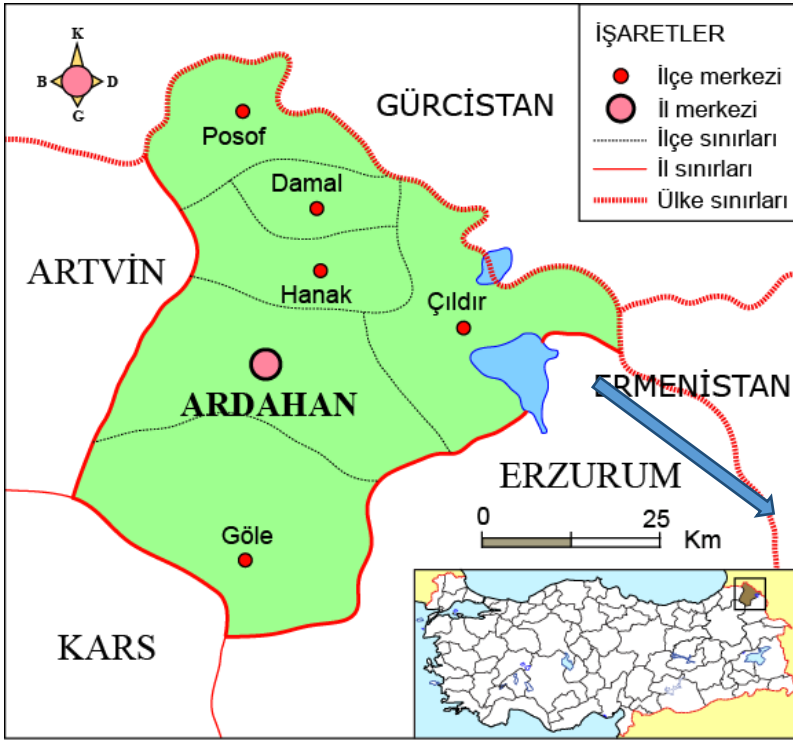 K
B D
G
İŞARETLER
İlçe merkezi
İl merkezi
İlçe sınırları
İl sınırları
Ülke sınırları
GÜRCİSTAN
Posof
Damal
ARTVİN
Hanak
Çıldır
ARDAHAN
ERMENİSTAN
ERZURUM
0 25
Km
Göle
KARS